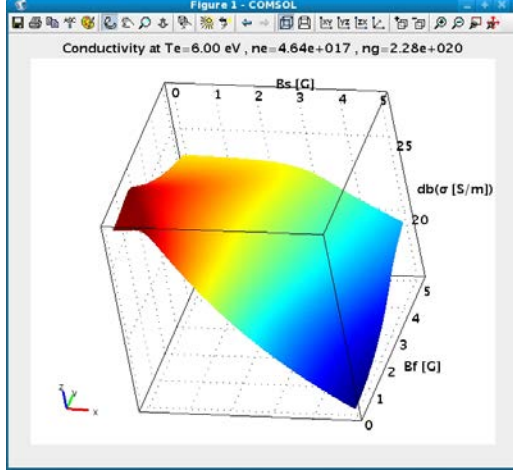 Figure 1 - COMSOL
Conductivity at Te=6.00 eV , ne=4.64e+017 , ng=2.28e+020
Bs [G]
0 1 2 3 4 5
25
db(σ [S/m])
20
5
4
3
2 Bf [G]
1
0
z y
x